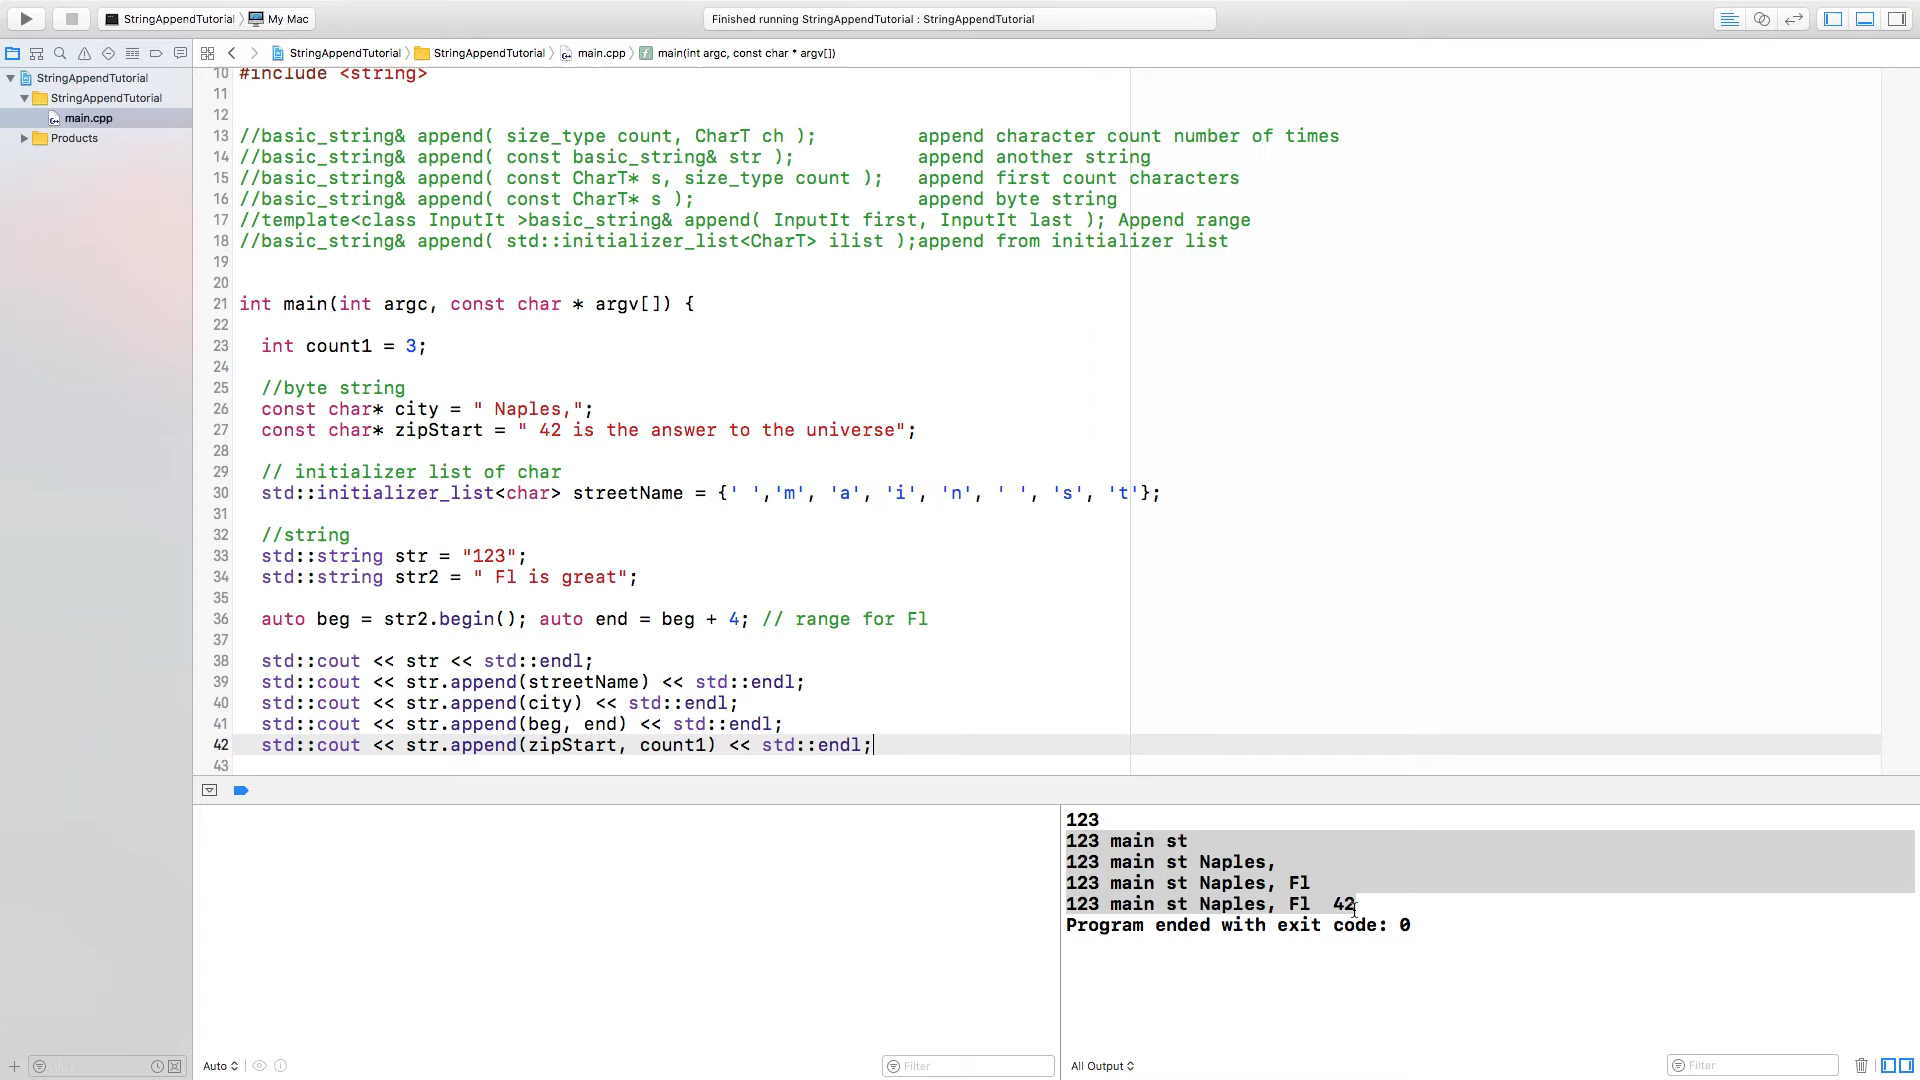 StringAppendTutorial My Mac Finished running StringAppendTutorial : StringAppendTutorial
StringAppendTutorial StringAppendTutorial main.cpp main(int argc, const char * argv[])
StringAppendTutorial
StringAppendTutorial
main.cpp
Products
10 #include <string>
11
12
13 //basic_string& append( size_type count, CharT ch ); append character count number of times
14 //basic_string& append( const basic_string& str ); append another string
15 //basic_string& append( const CharT* s, size_type count ); append first count characters
16 //basic_string& append( const CharT* s ); append byte string
17 //template<class InputIt >basic_string& append( InputIt first, InputIt last ); Append range
18 //basic_string& append( std::initializer_list<CharT> ilist );append from initializer list
19
20
21 int main(int argc, const char * argv[]) {
22
23 int count1 = 3;
24
25 //byte string
26 const char* city = " Naples,";
27 const char* zipStart = " 42 is the answer to the universe";
28
29 // initializer list of char
30 std::initializer_list<char> streetName = {' ','m', 'a', 'i', 'n', ' ', 's', 't'};
31
32 //string
33 std::string str = "123";
34 std::string str2 = " Fl is great";
35
36 auto beg = str2.begin(); auto end = beg + 4; // range for Fl
37
38 std::cout << str << std::endl;
39 std::cout << str.append(streetName) << std::endl;
40 std::cout << str.append(city) << std::endl;
41 std::cout << str.append(beg, end) << std::endl;
42 std::cout << str.append(zipStart, count1) << std::endl;
43
123
123 main st
123 main st Naples,
123 main st Naples, Fl
123 main st Naples, Fl  42
Program ended with exit code: 0
Filter Auto Filter All Output Filter